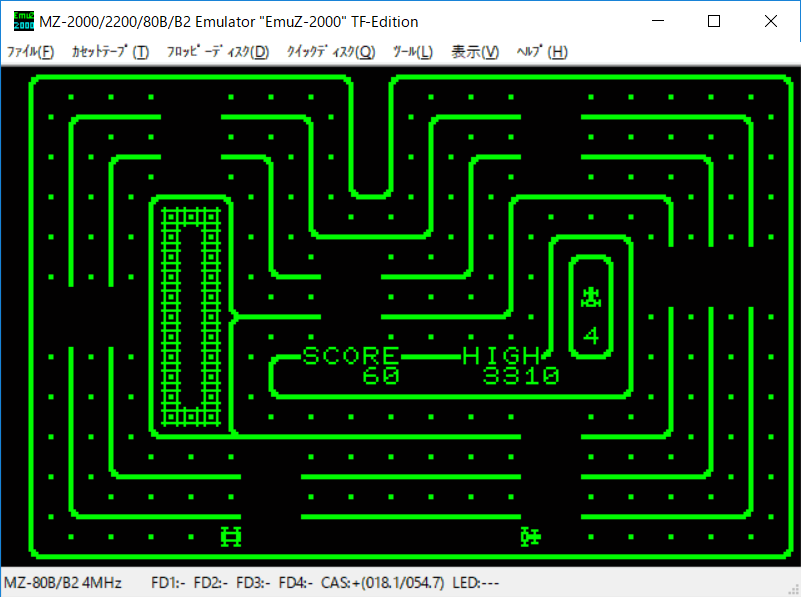 EmuZ 2000 MZ-2000/2200/80B/B2 Emulator "EmuZ-2000" TF-Edition
ﾌｧｲﾙ(F) ｶｾｯﾄﾃｰﾌﾟ(T) ﾌﾛｯﾋﾟｰﾃﾞｨｽｸ(D) ｸｲｯｸﾃﾞｨｽｸ(Q) ﾂｰﾙ(L) 表示(V) ﾍﾙﾌﾟ(H)
4
SCORE HIGH
60 3310
MZ-80B/B2 4MHz FD1:- FD2:- FD3:- FD4:- CAS:+(018.1/054.7) LED:---